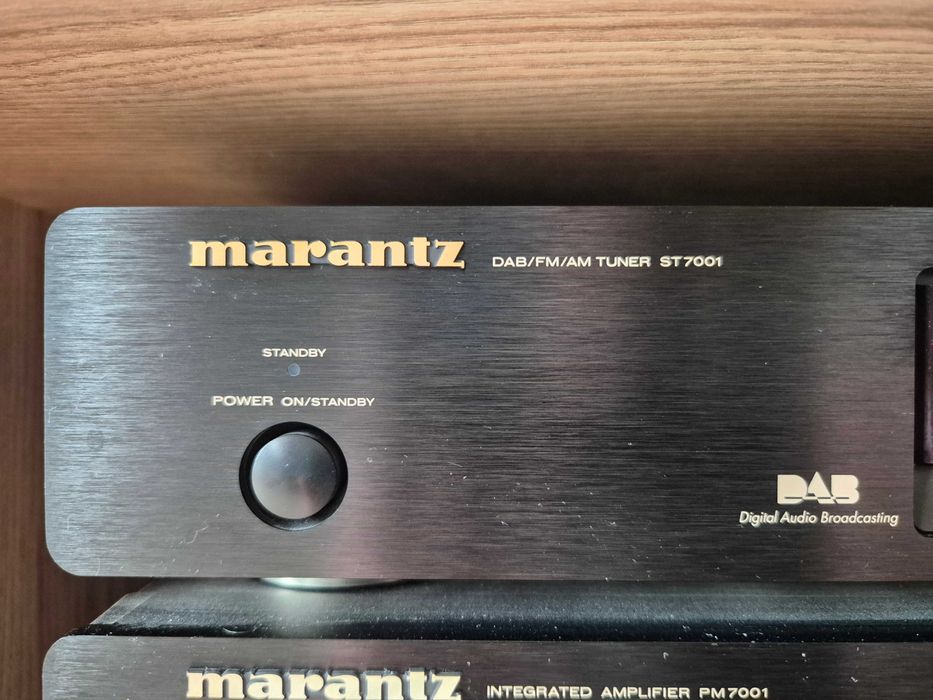 marantz DAB/FM/AM TUNER ST7001
STANDBY
POWER ON/STANDBY
DAB
Digital Audio Broadcasting
marantz INTEGRATED AMPLIFIER PM7001